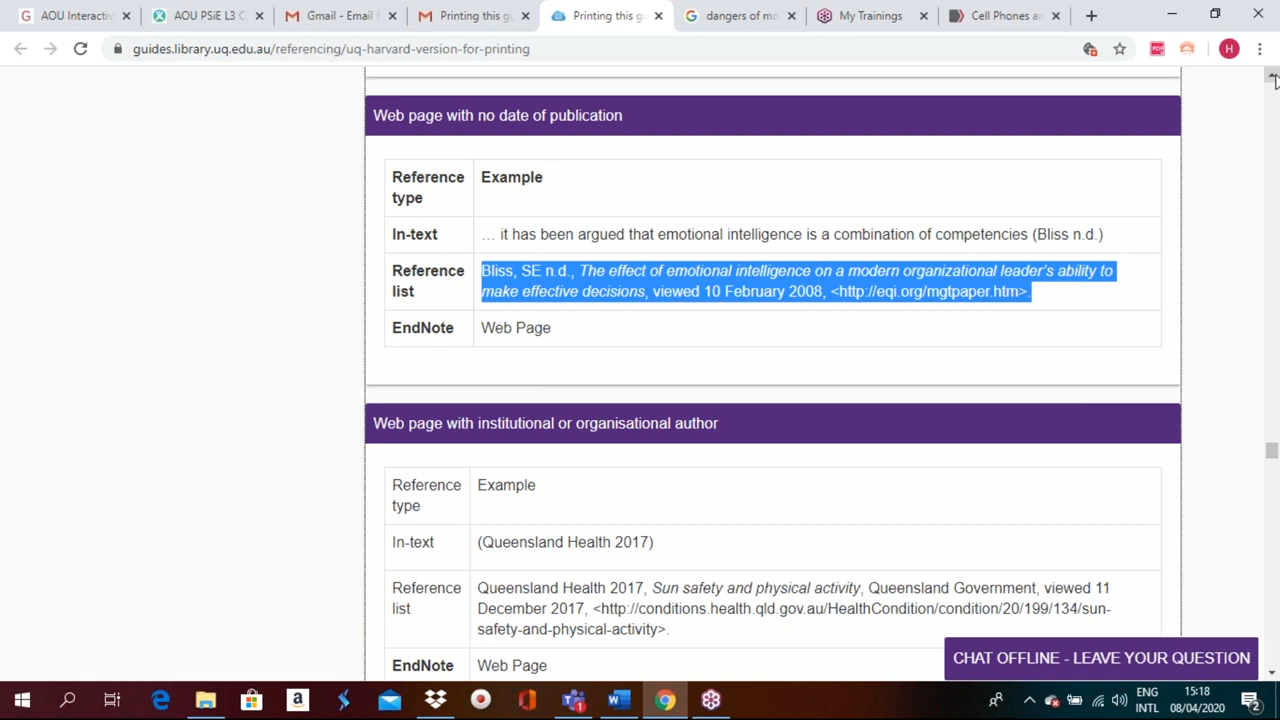 AOU Interactiv
AOU PSiE L3 C
Gmail - Email f
Printing this gu
Printing this gu
dangers of mo
My Trainings
Cell Phones an
guides.library.uq.edu.au/referencing/uq-harvard-version-for-printing
PDF
H
Web page with no date of publication
Reference type
Example
In-text
… it has been argued that emotional intelligence is a combination of competencies (Bliss n.d.)
Reference list
Bliss, SE n.d., The effect of emotional intelligence on a modern organizational leader's ability to
make effective decisions, viewed 10 February 2008, <http://eqi.org/mgtpaper.htm>.
EndNote
Web Page
Web page with institutional or organisational author
Reference type
Example
In-text
(Queensland Health 2017)
Reference list
Queensland Health 2017, Sun safety and physical activity, Queensland Government, viewed 11
December 2017, <http://conditions.health.qld.gov.au/HealthCondition/condition/20/199/134/sun-
safety-and-physical-activity>.
EndNote
Web Page
CHAT OFFLINE - LEAVE YOUR QUESTION
ENG
INTL
15:18
08/04/2020
2